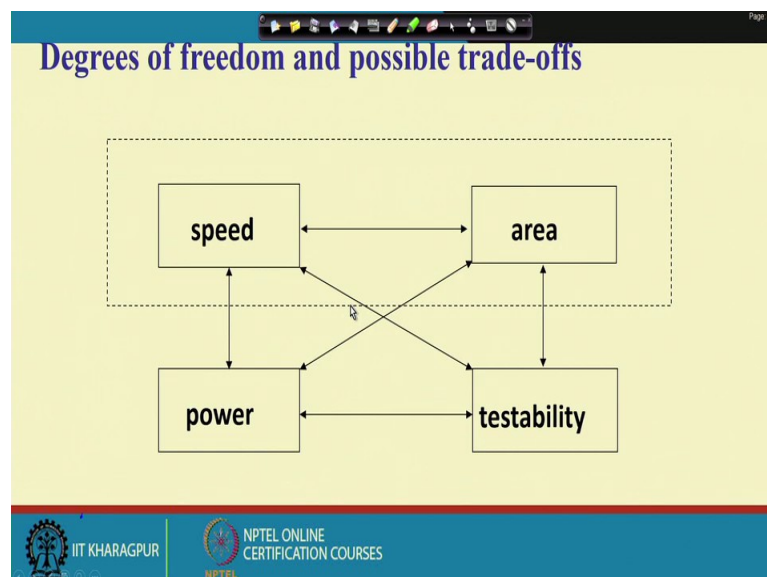 Page
Degrees of freedom and possible trade-offs
speed
area
power
testability
IIT KHARAGPUR
NPTEL ONLINE
CERTIFICATION COURSES
NPTEL